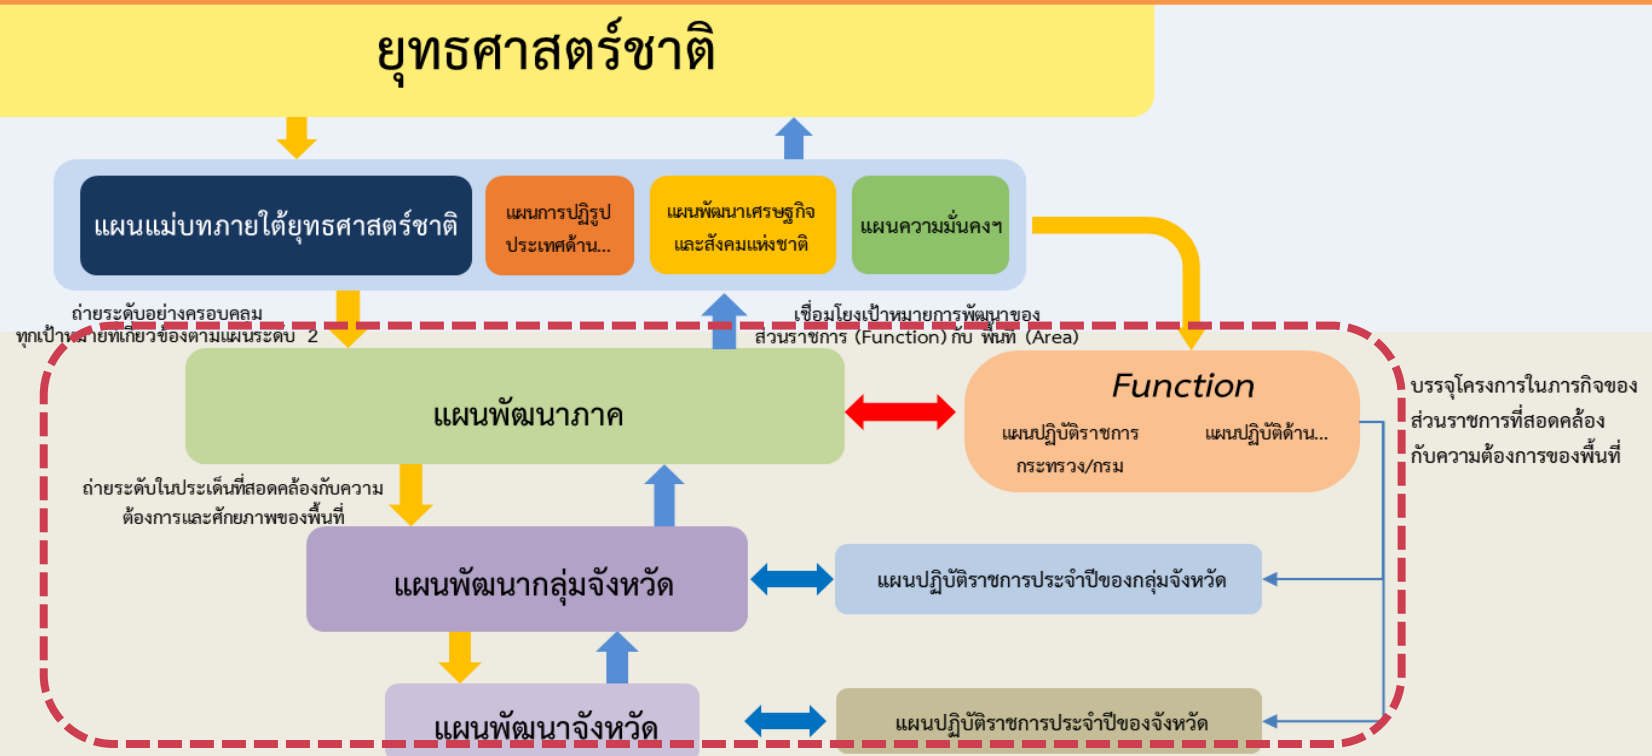 ยุทธศาสตร์ชาติ
แผนแม่บทภายใต้ยุทธศาสตร์ชาติ
แผนการปฏิรูป
ประเทศด้าน...
แผนพัฒนาเศรษฐกิจ
และสังคมแห่งชาติ
แผนความมั่นคงฯ
ถ่ายระดับอย่างครอบคลุม
ทุกเป้าหมายที่เกี่ยวข้องตามแผนระดับ 2
เชื่อมโยงเป้าหมายการพัฒนาของ
ส่วนราชการ (Function) กับ พื้นที่ (Area)
แผนพัฒนาภาค
Function
แผนปฏิบัติราชการ
กระทรวง/กรม
แผนปฏิบัติด้าน...
บรรจุโครงการในภารกิจของ
ส่วนราชการที่สอดคล้อง
กับความต้องการของพื้นที่
ถ่ายระดับในประเด็นที่สอดคล้องกับความ
ต้องการและศักยภาพของพื้นที่
แผนพัฒนากลุ่มจังหวัด
แผนปฏิบัติราชการประจำปีของกลุ่มจังหวัด
แผนพัฒนาจังหวัด
แผนปฏิบัติราชการประจำปีของจังหวัด